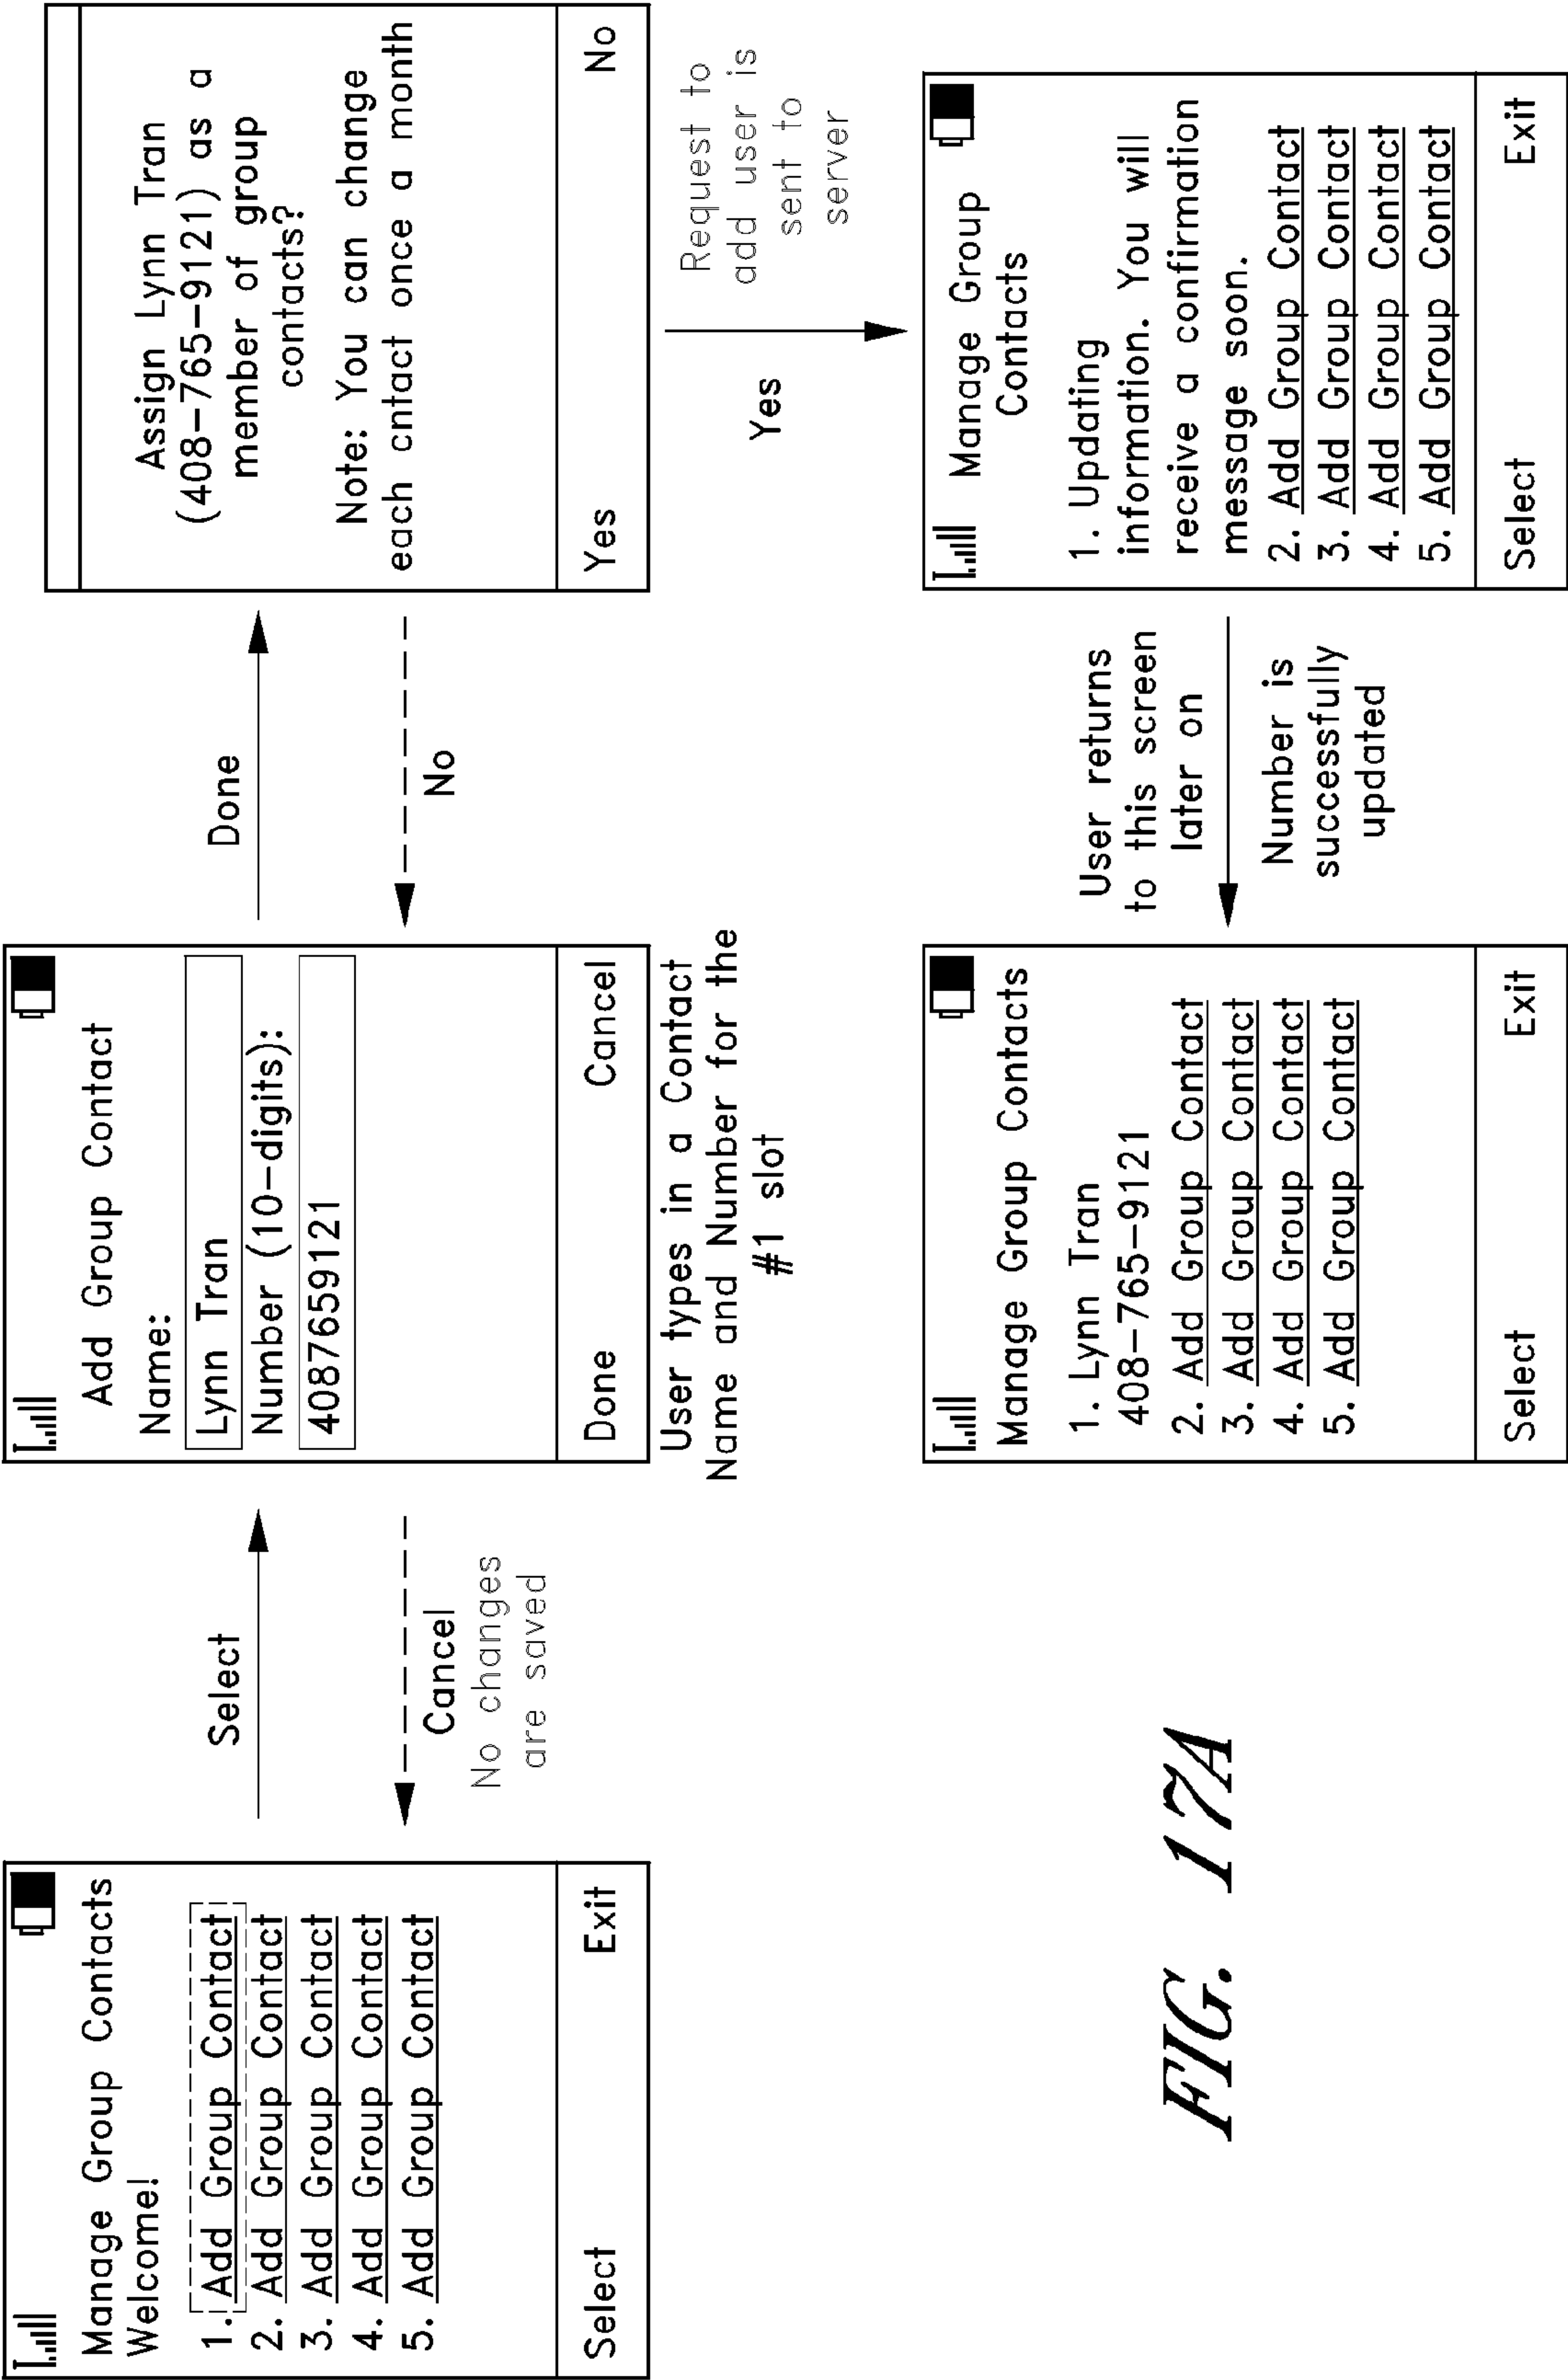 Manage Group Contacts
Welcome!
1. Add Group Contact
2. Add Group Contact
3. Add Group Contact
4. Add Group Contact
5. Add Group Contact
Select Exit
Select
Cancel
No changes
are saved
Add Group Contact
Name:
Lynn Tran
Number (10-digits):
4087659121
Done Cancel
User types in a Contact
Name and Number for the
#1 slot
Done
No
Assign Lynn Tran
(408-765-9121) as a
member of group
contacts?
Note: You can change
each cntact once a month
Yes No
Yes
Request to
add user is
sent to
server
Manage Group
Contacts
1. Updating
information. You will
receive a confirmation
message soon.
2. Add Group Contact
3. Add Group Contact
4. Add Group Contact
5. Add Group Contact
Select Exit
User returns
to this screen
later on
Number is
successfully
updated
Manage Group Contacts
1. Lynn Tran
408-765-9121
2. Add Group Contact
3. Add Group Contact
4. Add Group Contact
5. Add Group Contact
Select Exit
FIG. 17A